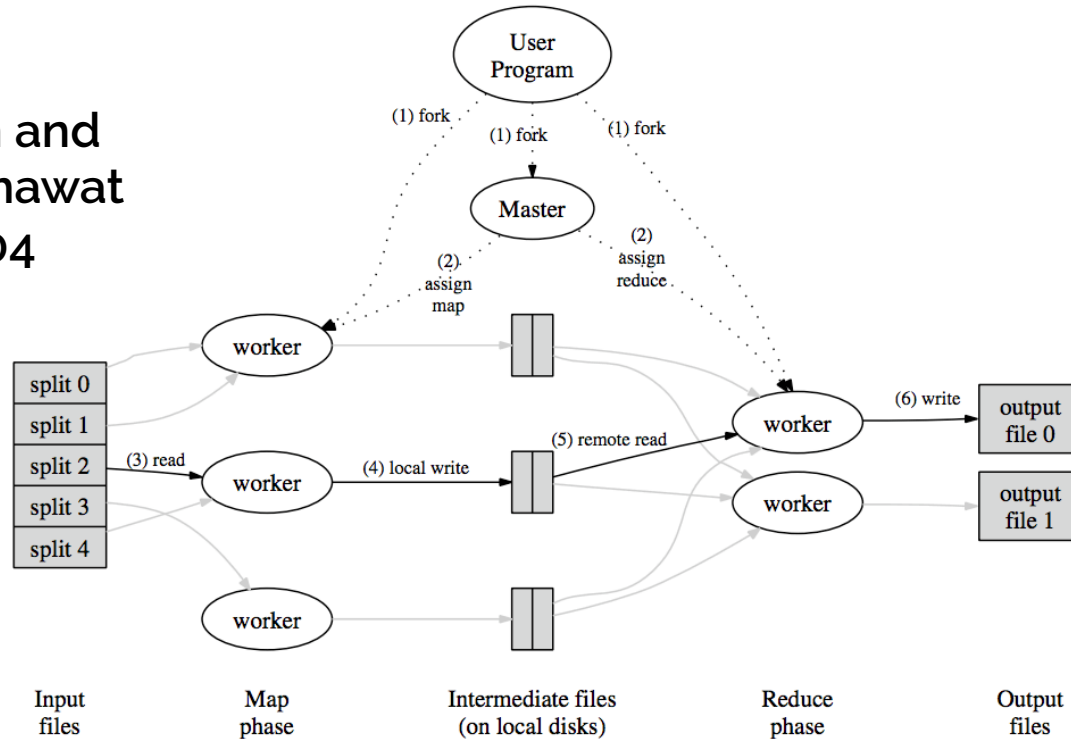 User
Program
and
nawat
04
(1) fork
(1) fork
(1) fork
Master
(2)
assign
map
(2)
assign
reduce
worker
split 0
split 1
split 2
split 3
split 4
(3) read
worker
(4) local write
(5) remote read
worker
(6) write
output
file 0
worker
output
file 1
worker
Input
files
Map
phase
Intermediate files
(on local disks)
Reduce
phase
Output
files